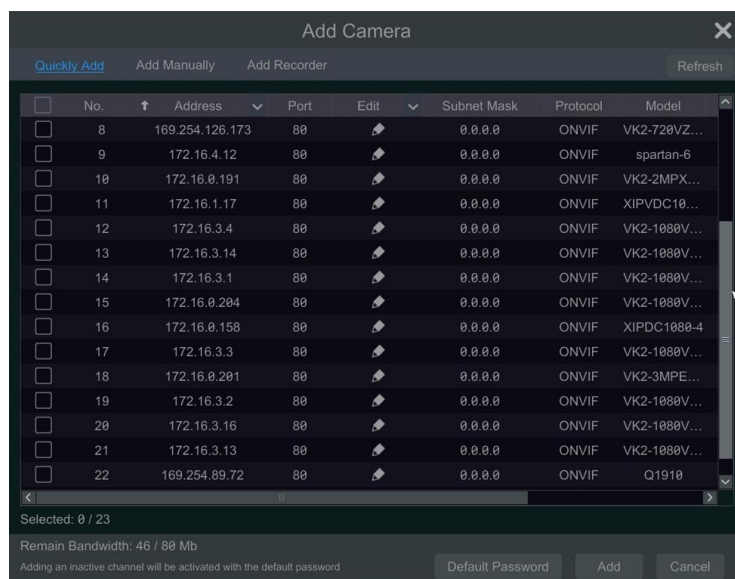 Add Camera
Quickly Add Add Manually Add Recorder Refresh
No. Address Port Edit Subnet Mask Protocol Model
8 169.254.126.173 80 0.0.0.0 ONVIF VK2-720VZ...
9 172.16.4.12 80 0.0.0.0 ONVIF spartan-6
10 172.16.0.191 80 0.0.0.0 ONVIF VK2-2MPX...
11 172.16.1.17 80 0.0.0.0 ONVIF XIPVDC10...
12 172.16.3.4 80 0.0.0.0 ONVIF VK2-1080V...
13 172.16.3.14 80 0.0.0.0 ONVIF VK2-1080V...
14 172.16.3.1 80 0.0.0.0 ONVIF VK2-1080V...
15 172.16.0.204 80 0.0.0.0 ONVIF VK2-1080V...
16 172.16.0.158 80 0.0.0.0 ONVIF XIPDC1080-4
17 172.16.3.3 80 0.0.0.0 ONVIF VK2-1080V...
18 172.16.0.201 80 0.0.0.0 ONVIF VK2-3MPE...
19 172.16.3.2 80 0.0.0.0 ONVIF VK2-1080V...
20 172.16.3.16 80 0.0.0.0 ONVIF VK2-1080V...
21 172.16.3.13 80 0.0.0.0 ONVIF VK2-1080V...
22 169.254.89.72 80 0.0.0.0 ONVIF Q1910
Selected: 0 / 23
Remain Bandwidth: 46 / 80 Mb
Adding an inactive channel will be activated with the default password Default Password Add Cancel